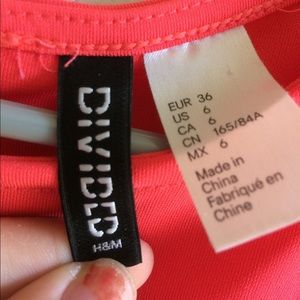 DIVIDED
H&M
EUR 36
US 6
CA 6
CN 165/84A
MX 6
Made in
China
Fabriqué en
Chine